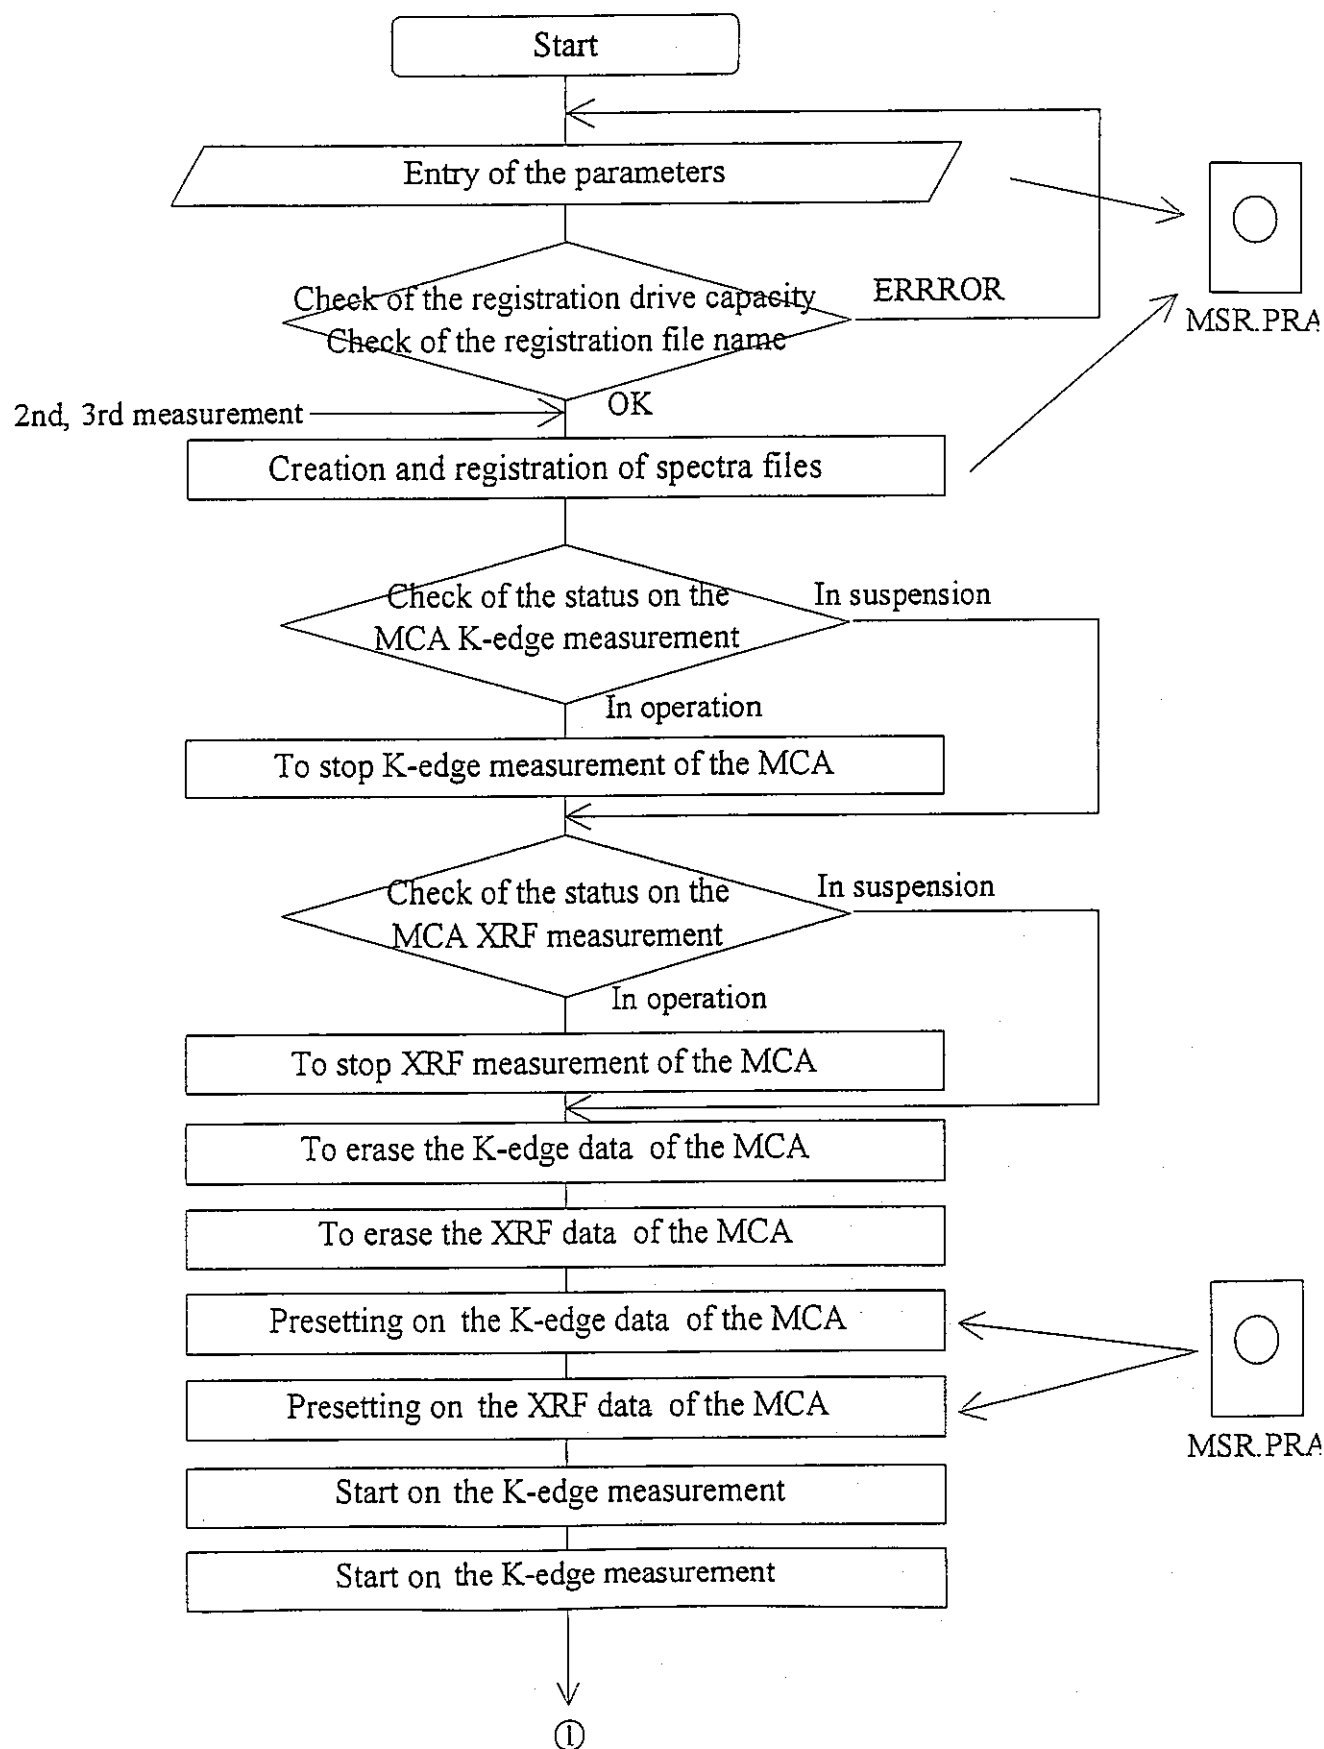 Start
Entry of the parameters
Check of the registration drive capacity
ERRROR
Check of the registration file name
MSR.PRA
OK
2nd, 3rd measurement
Creation and registration of spectra files
Check of the status on the
In suspension
MCA K-edge measurement
In operation
To stop K-edge measurement of the MCA
Check of the status on the
In suspension
MCA XRF measurement
In operation
To stop XRF measurement of the MCA
To erase the K-edge data of the MCA
To erase the XRF data of the MCA
Presetting on the K-edge data of the MCA
Presetting on the XRF data of the MCA
MSR.PRA
Start on the K-edge measurement
Start on the K-edge measurement
①